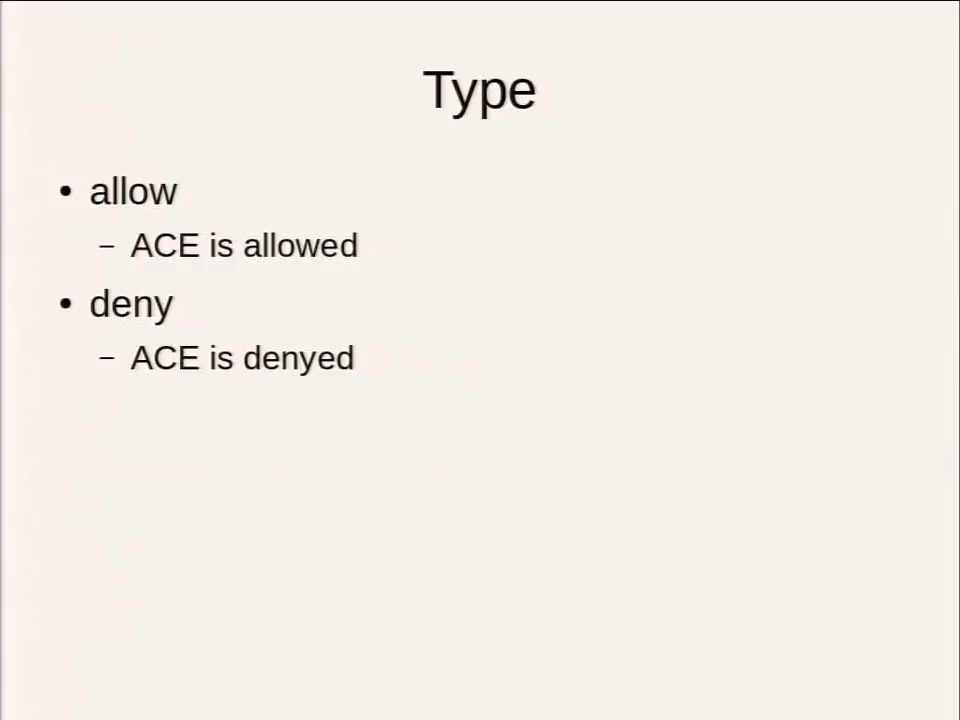 Type
• allow
– ACE is allowed
• deny
– ACE is denyed